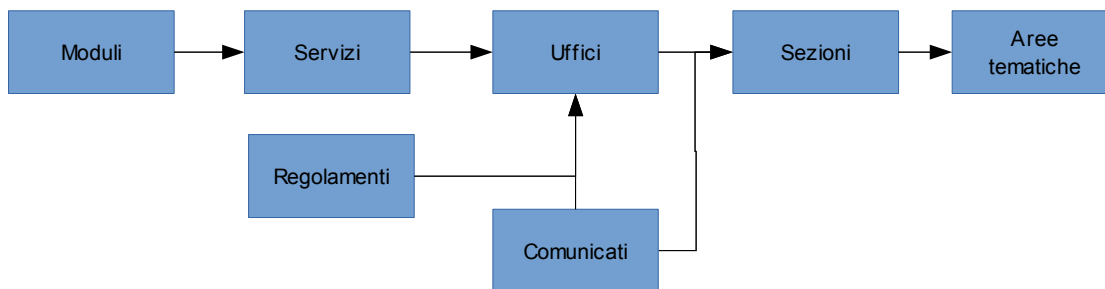 Moduli
Servizi
Uffici
Sezioni
Aree
tematiche
Regolamenti
Comunicati